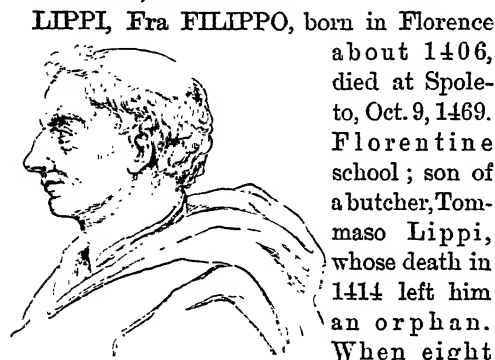 LIPPI, Fra FILIPPO, born in Florence
about 1406,
died at Spole-
to, Oct. 9, 1469.
Florentine
school; son of
a butcher, Tom-
maso Lippi,
whose death in
1414 left him
an orphan.
When eight